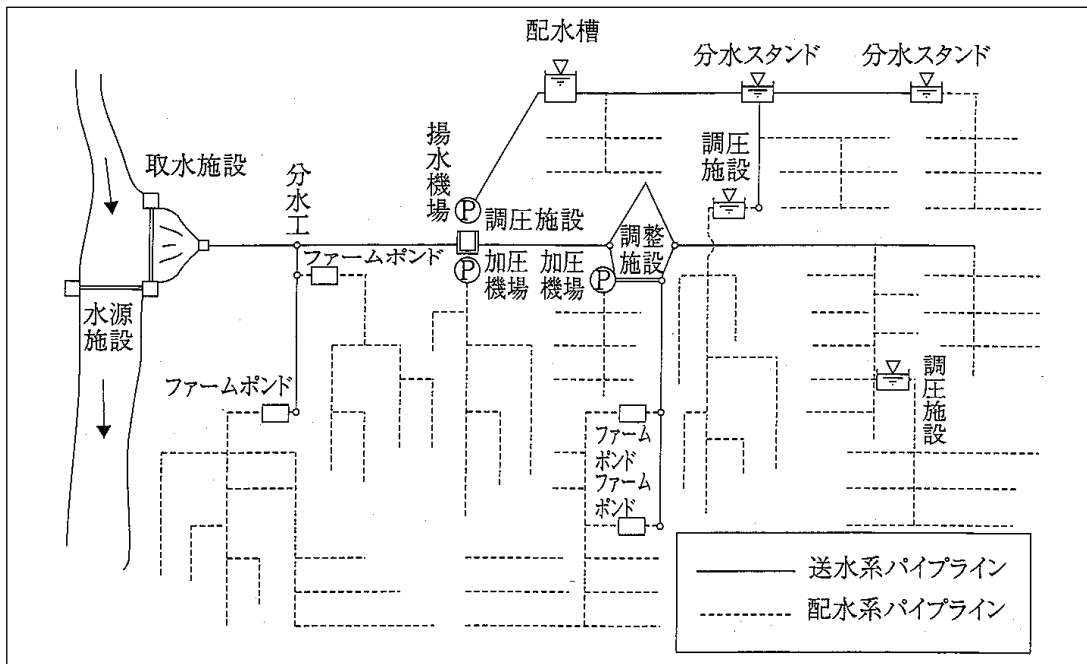 配水槽
分水スタンド
分水スタンド
揚水機場
調圧
施設
取水施設
分水工
調圧施設
調整
施設
ファームポンド
加圧
機場
加圧
機場
P
P
P
水源
施設
調圧施設
ファームポンド
ファーム
ポンド
ファーム
ポンド
送水系パイプライン
配水系パイプライン